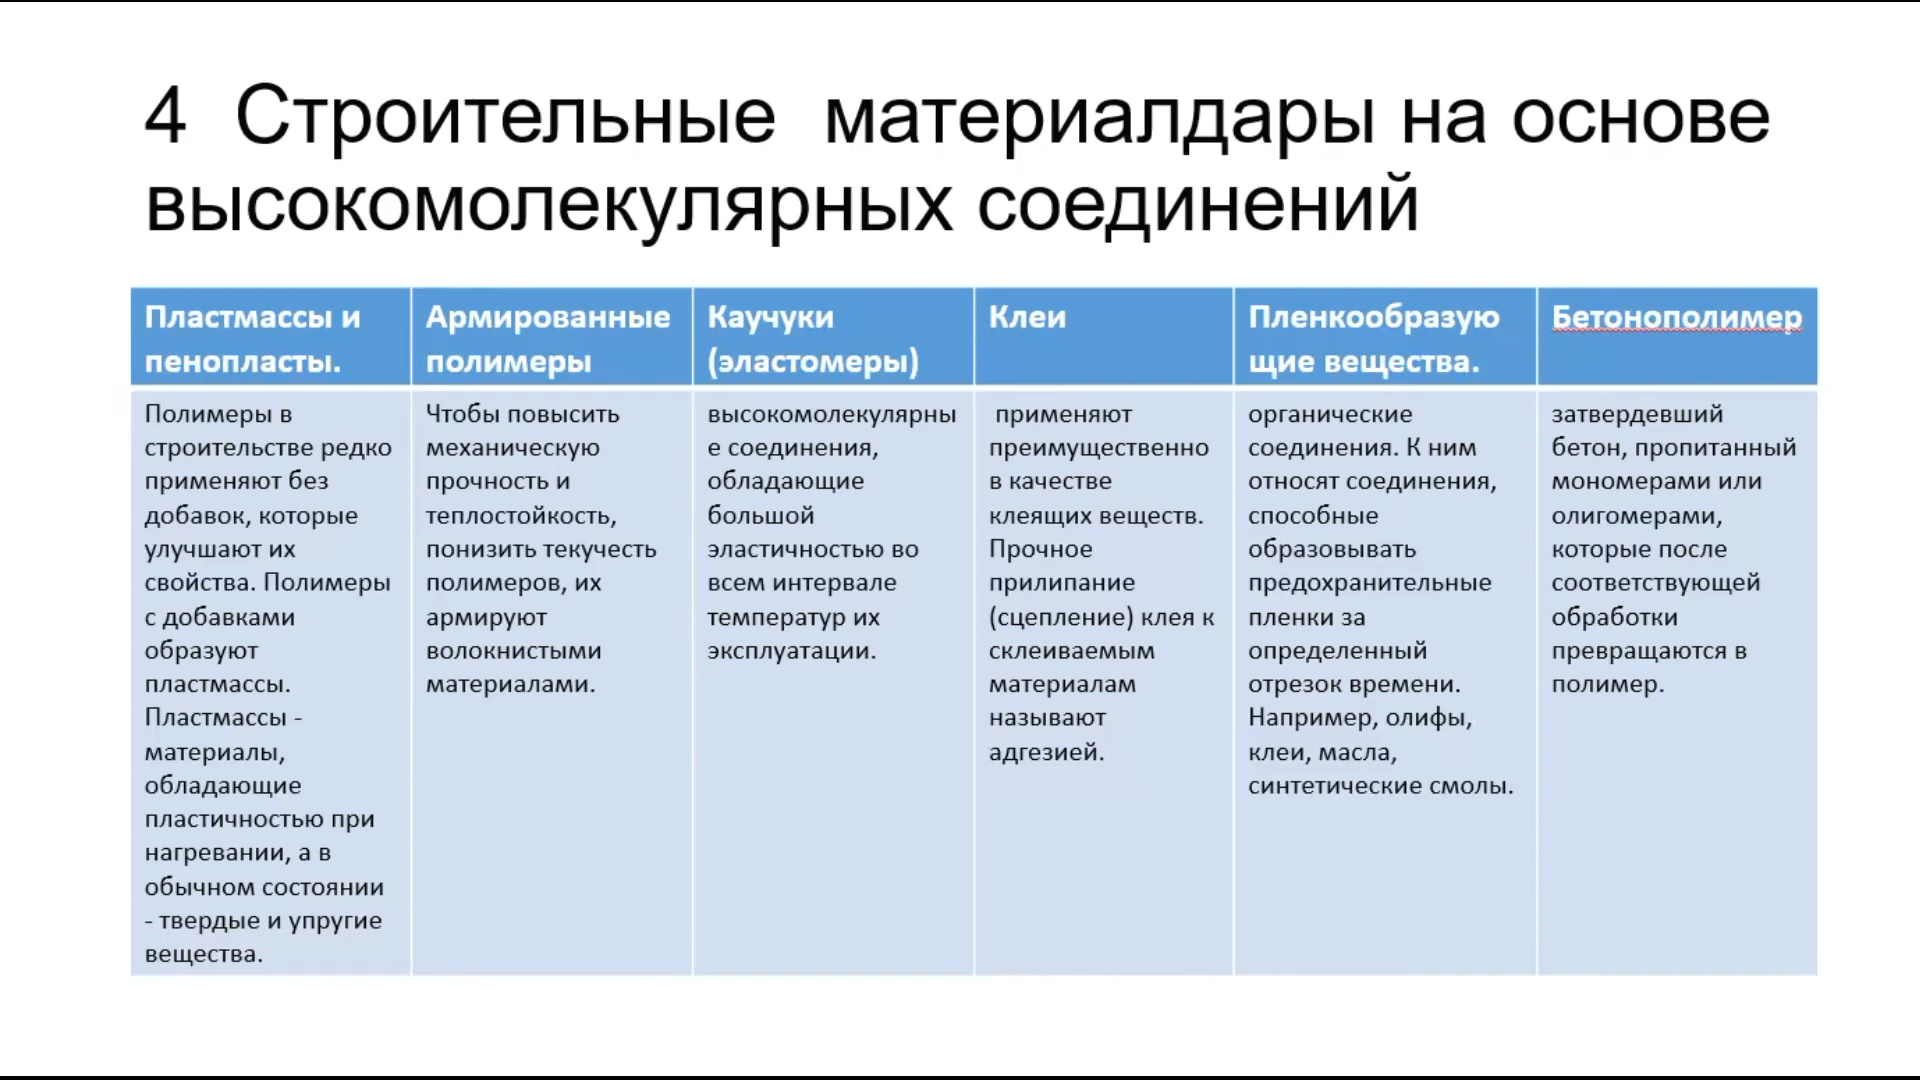 4 Строительные материалдары на основе
высокомолекулярных соединений
Пластмассы и
пенопласты.
Армированные
полимеры
Каучуки
(эластомеры)
Клеи
Пленкообразую
щие вещества.
Бетонополимер
Полимеры в
строительстве редко
применяют без
добавок, которые
улучшают их
свойства. Полимеры
с добавками
образуют
пластмассы.
Пластмассы -
материалы,
обладающие
пластичностью при
нагревании, а в
обычном состоянии
- твердые и упругие
вещества.
Чтобы повысить
механическую
прочность и
теплостойкость,
понизить текучесть
полимеров, их
армируют
волокнистыми
материалами.
высокомолекулярны
е соединения,
обладающие
большой
эластичностью во
всем интервале
температур их
эксплуатации.
применяют
преимущественно
в качестве
клеящих веществ.
Прочное
прилипание
(сцепление) клея к
склеиваемым
материалам
называют
адгезией.
органические
соединения. К ним
относят соединения,
способные
образовывать
предохранительные
пленки за
определенный
отрезок времени.
Например, олифы,
клеи, масла,
синтетические смолы.
затвердевший
бетон, пропитанный
мономерами или
олигомерами,
которые после
соответствующей
обработки
превращаются в
полимер.